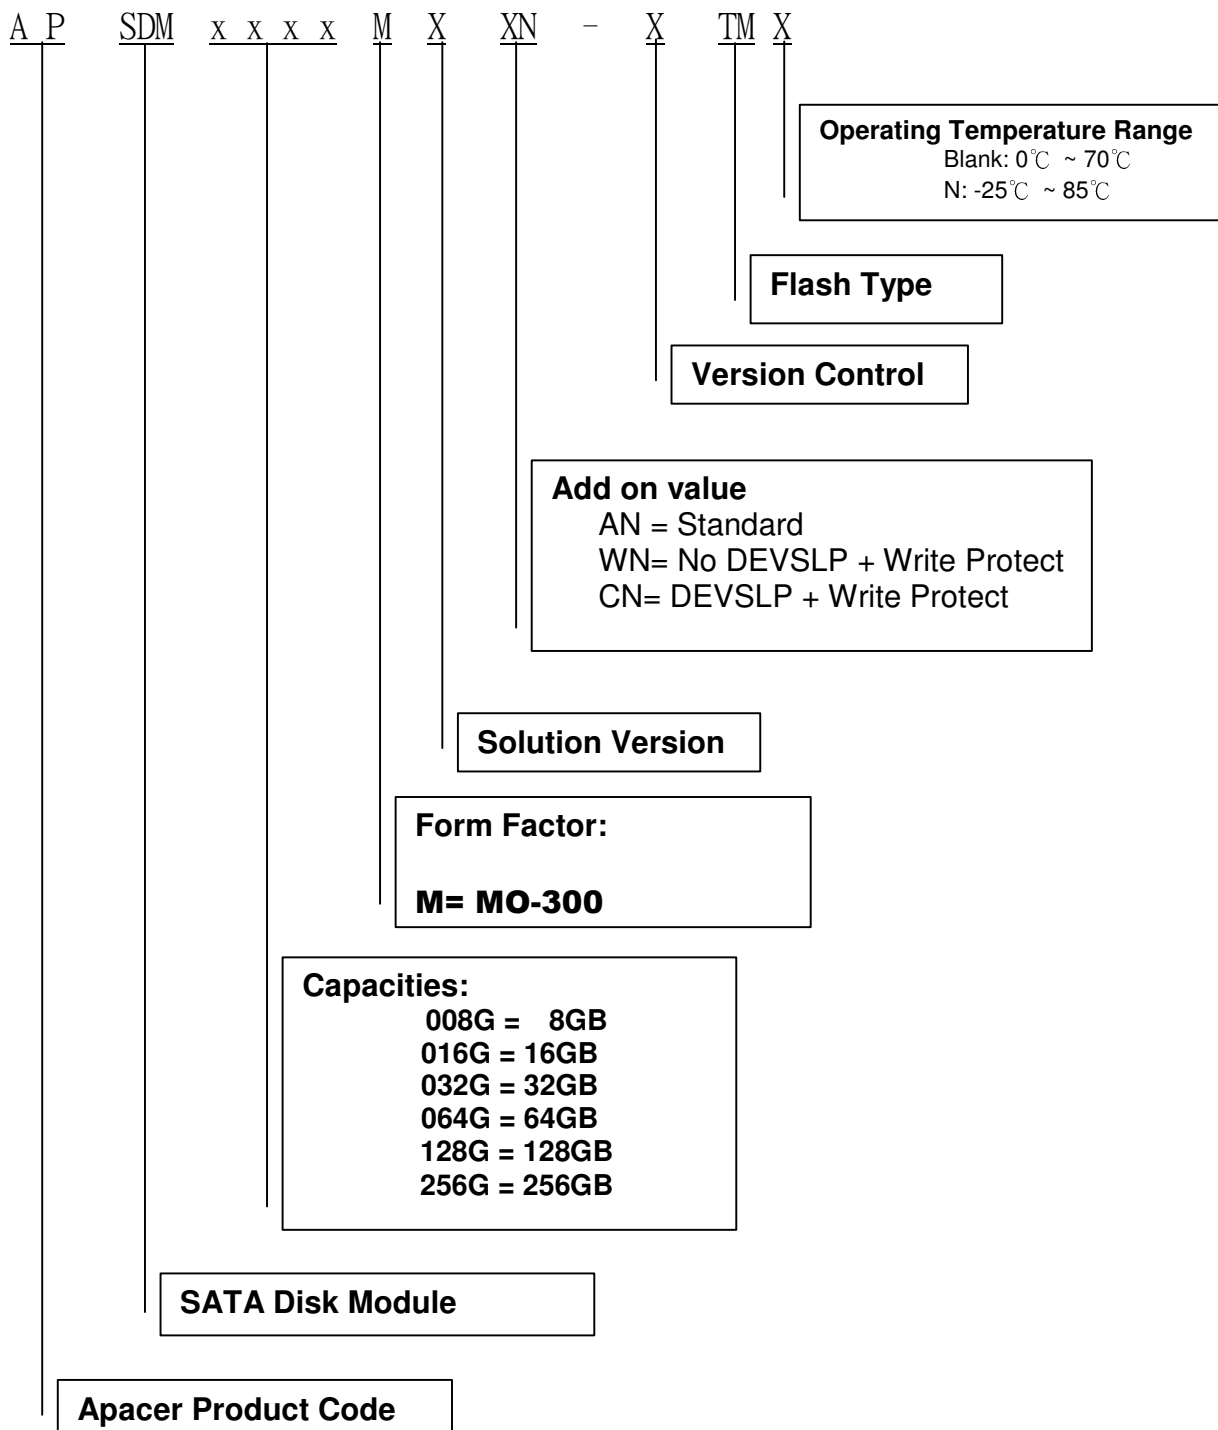 A P SDM x x x x M X XN - X TM X
Operating Temperature Range
Blank: 0℃ ~ 70℃
N: -25℃ ~ 85℃
Flash Type
Version Control
Add on value
AN = Standard
WN= No DEVSLP + Write Protect
CN= DEVSLP + Write Protect
Solution Version
Form Factor:
M= MO-300
Capacities:
008G = 8GB
016G = 16GB
032G = 32GB
064G = 64GB
128G = 128GB
256G = 256GB
SATA Disk Module
Apacer Product Code